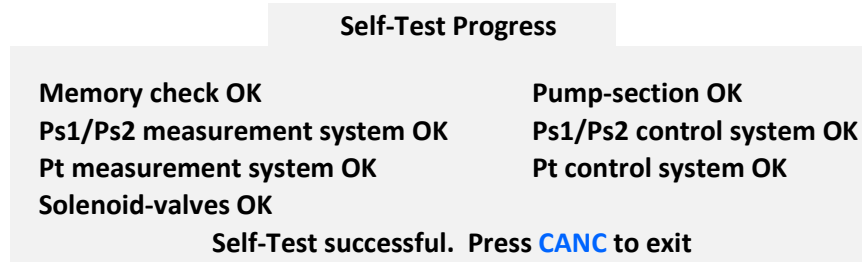 Self-Test Progress
Memory check OK Pump-section OK
Ps1/Ps2 measurement system OK Ps1/Ps2 control system OK
Pt measurement system OK Pt control system OK
Solenoid-valves OK
Self-Test successful. Press CANC to exit